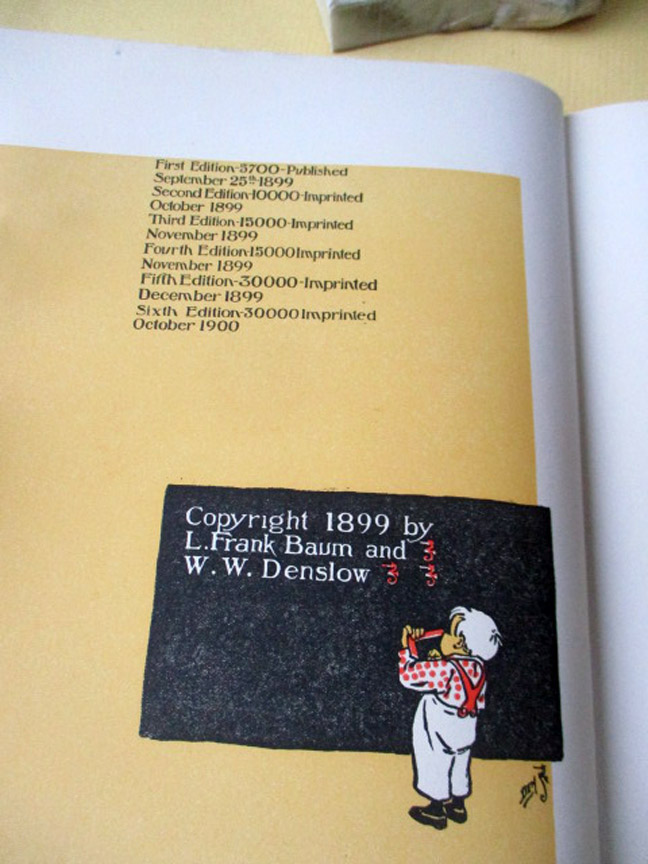 First Edition-5700-Published
September 25th 1899
Second Edition-10000-Imprinted
October 1899
Third Edition-15000-Imprinted
November 1899
Fourth Edition-15000 Imprinted
November 1899
Fifth Edition-30000-Imprinted
December 1899
Sixth Edition-30000 Imprinted
October 1900
Copyright 1899 by
L.Frank Baum and
W.W. Denslow